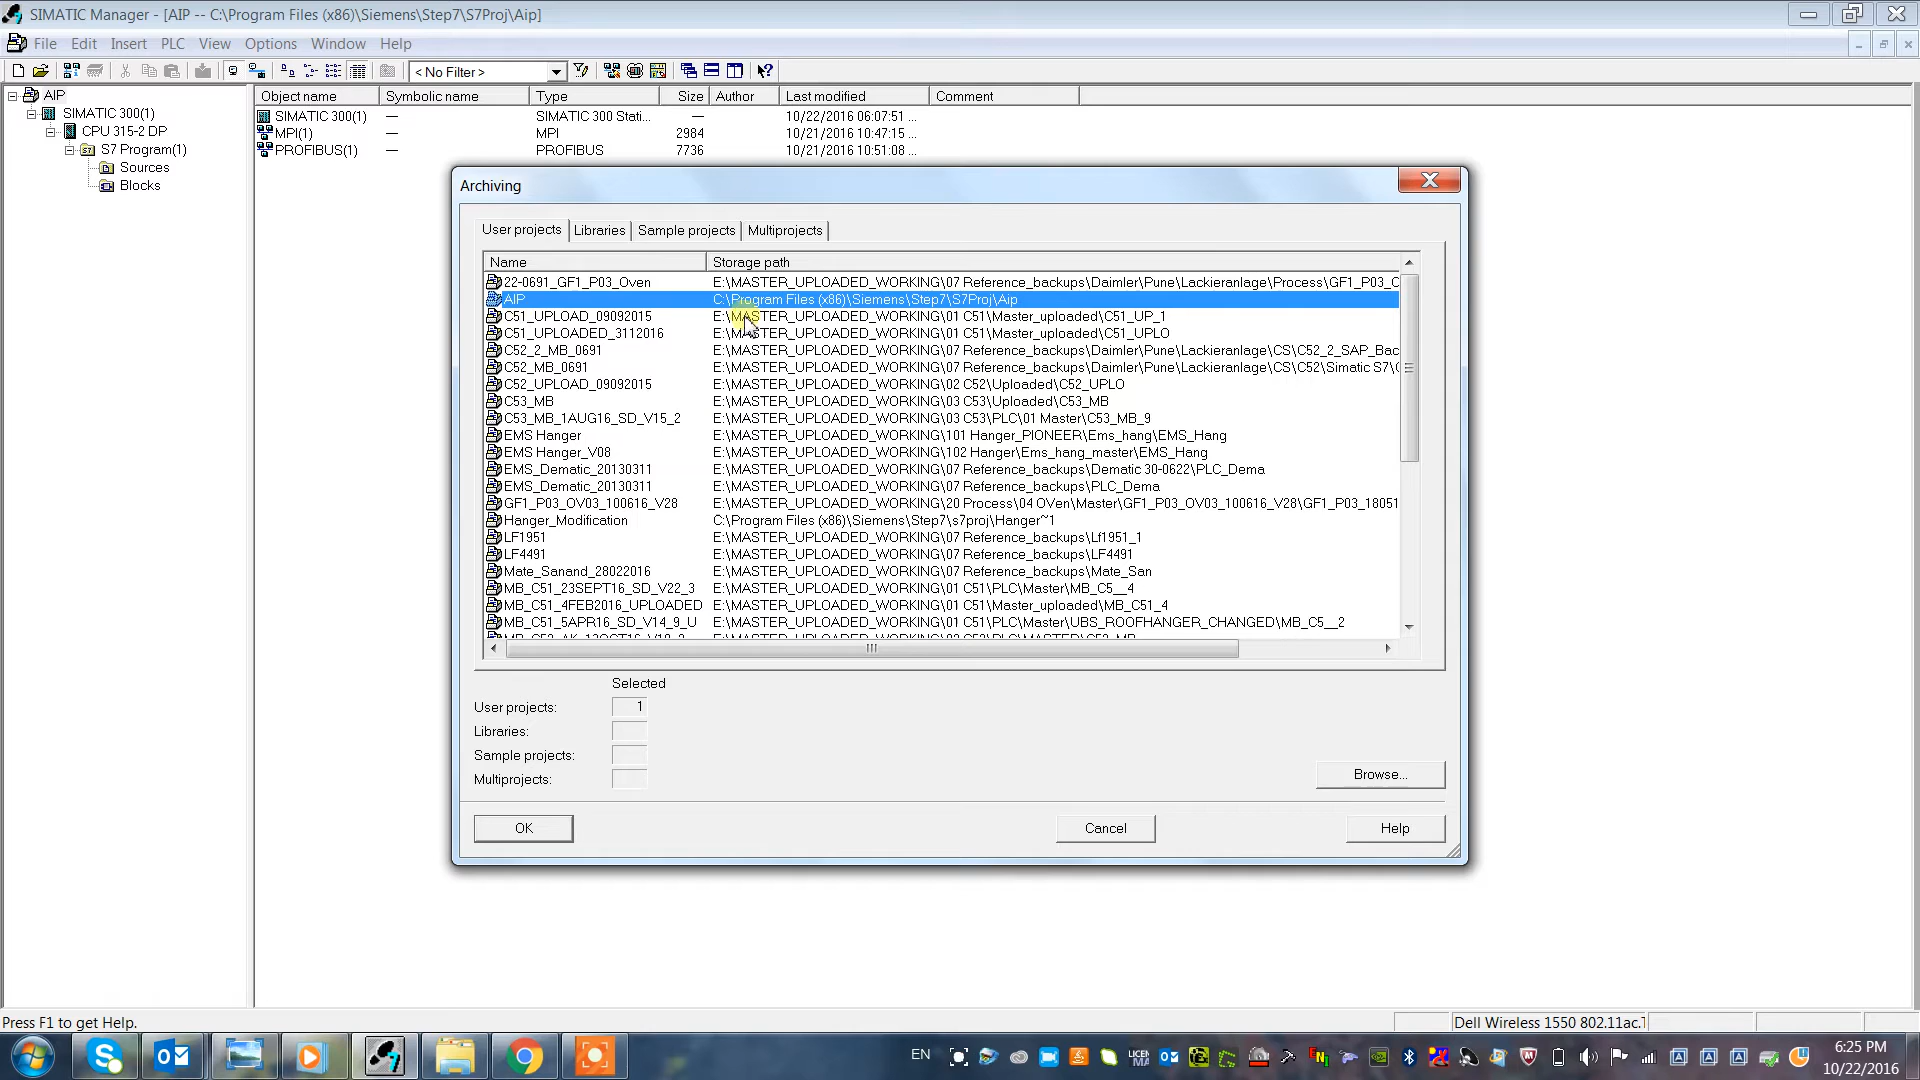 SIMATIC Manager - [AIP -- C:\Program Files (x86)\Siemens\Step7\S7Proj\Aip]
File Edit Insert PLC View Options Window Help
< No Filter >
AIP
SIMATIC 300(1)
CPU 315-2 DP
S7 Program(1)
Sources
Blocks
Object name Symbolic name Type Size Author Last modified Comment
SIMATIC 300(1) --- SIMATIC 300 Stati... --- 10/22/2016 06:07:51 ...
MPI(1) --- MPI 2984 10/21/2016 10:47:15 ...
PROFIBUS(1) --- PROFIBUS 7736 10/21/2016 10:51:08 ...
Archiving
User projects Libraries Sample projects Multiprojects
Name Storage path
22-0691_GF1_P03_Oven E:\MASTER_UPLOADED_WORKING\07 Reference_backups\Daimler\Pune\Lackieranlage\Process\GF1_P03_C
AIP C:\Program Files (x86)\Siemens\Step7\S7Proj\Aip
C51_UPLOAD_09092015 E:\MASTER_UPLOADED_WORKING\01 C51\Master_uploaded\C51_UP_1
C51_UPLOADED_3112016 E:\MASTER_UPLOADED_WORKING\01 C51\Master_uploaded\C51_UPLO
C52_2_MB_0691 E:\MASTER_UPLOADED_WORKING\07 Reference_backups\Daimler\Pune\Lackieranlage\CS\C52_2_SAP_Bac
C52_MB_0691 E:\MASTER_UPLOADED_WORKING\07 Reference_backups\Daimler\Pune\Lackieranlage\CS\C52\Simatic S7\
C52_UPLOAD_09092015 E:\MASTER_UPLOADED_WORKING\02 C52\Uploaded\C52_UPLO
C53_MB E:\MASTER_UPLOADED_WORKING\03 C53\Uploaded\C53_MB
C53_MB_1AUG16_SD_V15_2 E:\MASTER_UPLOADED_WORKING\03 C53\PLC\01 Master\C53_MB_9
EMS Hanger E:\MASTER_UPLOADED_WORKING\101 Hanger_PIONEER\Ems_hang\EMS_Hang
EMS Hanger_V08 E:\MASTER_UPLOADED_WORKING\102 Hanger\Ems_hang_master\EMS_Hang
EMS_Dematic_20130311 E:\MASTER_UPLOADED_WORKING\07 Reference_backups\Dematic 30-0622\PLC_Dema
EMS_Dematic_20130311 E:\MASTER_UPLOADED_WORKING\07 Reference_backups\PLC_Dema
GF1_P03_OV03_100616_V28 E:\MASTER_UPLOADED_WORKING\20 Process\04 OVen\Master\GF1_P03_OV03_100616_V28\GF1_P03_18051
Hanger_Modification C:\Program Files (x86)\Siemens\Step7\s7proj\Hanger~1
LF1951 E:\MASTER_UPLOADED_WORKING\07 Reference_backups\Lf1951_1
LF4491 E:\MASTER_UPLOADED_WORKING\07 Reference_backups\LF4491
Mate_Sanand_28022016 E:\MASTER_UPLOADED_WORKING\07 Reference_backups\Mate_San
MB_C51_23SEPT16_SD_V22_3 E:\MASTER_UPLOADED_WORKING\01 C51\PLC\Master\MB_C5__4
MB_C51_4FEB2016_UPLOADED E:\MASTER_UPLOADED_WORKING\01 C51\Master_uploaded\MB_C51_4
MB_C51_5APR16_SD_V14_9_U E:\MASTER_UPLOADED_WORKING\01 C51\PLC\Master\UBS_ROOFHANGER_CHANGED\MB_C5__2
Selected
User projects: 1
Libraries:
Sample projects:
Multiprojects:
Browse...
OK Cancel Help
Press F1 to get Help. Dell Wireless 1550 802.11ac.
EN 6:25 PM
10/22/2016